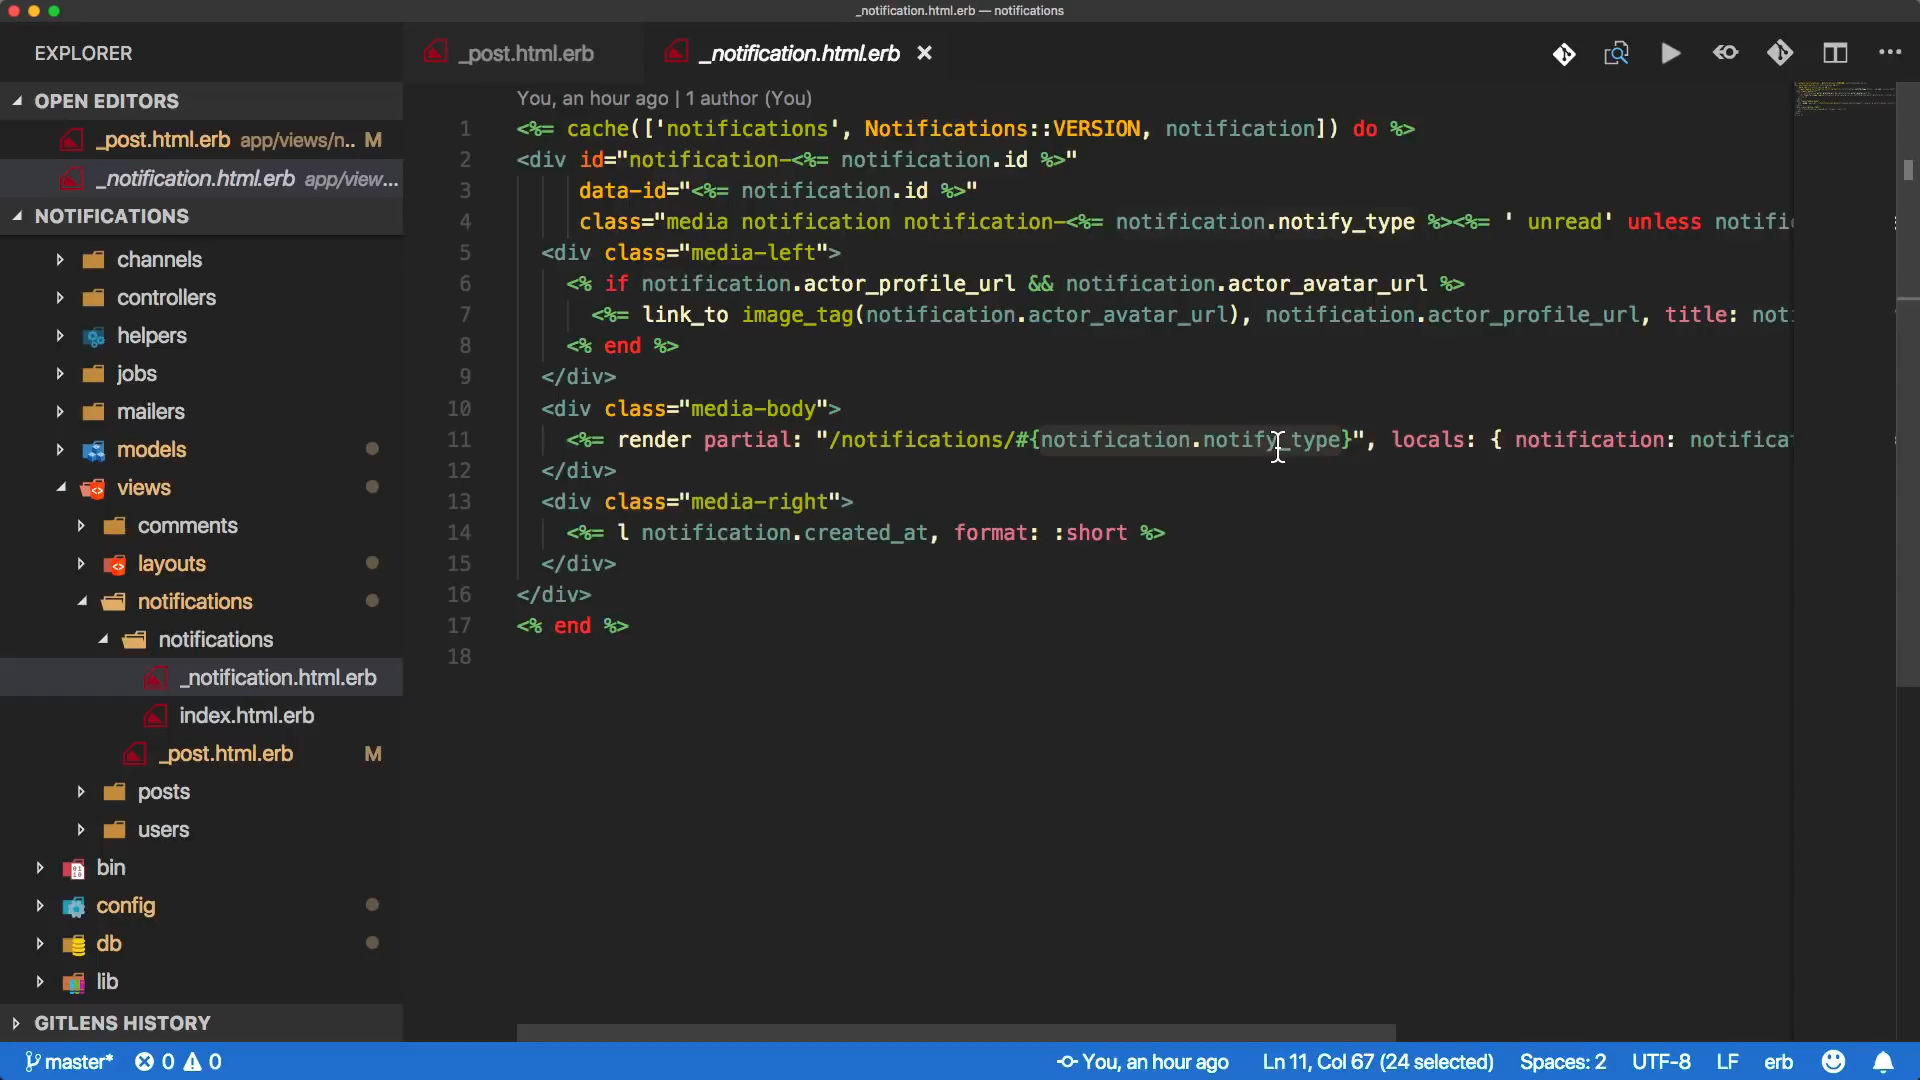 _notification.html.erb — notifications
EXPLORER
OPEN EDITORS
_post.html.erb app/views/n.. M
_notification.html.erb app/view...
NOTIFICATIONS
channels
controllers
helpers
jobs
mailers
models
views
comments
layouts
notifications
notifications
_notification.html.erb
index.html.erb
_post.html.erb M
posts
users
bin
config
db
lib
GITLENS HISTORY
_post.html.erb
_notification.html.erb
You, an hour ago | 1 author (You)
1 <%= cache(['notifications', Notifications::VERSION, notification]) do %>
2 <div id="notification-<%= notification.id %>"
3 data-id="<%= notification.id %>"
4 class="media notification notification-<%= notification.notify_type %><%= ' unread' unless notific
5 <div class="media-left">
6 <% if notification.actor_profile_url && notification.actor_avatar_url %>
7 <%= link_to image_tag(notification.actor_avatar_url), notification.actor_profile_url, title: noti
8 <% end %>
9 </div>
10 <div class="media-body">
11 <%= render partial: "/notifications/#{notification.notify_type}", locals: { notification: notificat
12 </div>
13 <div class="media-right">
14 <%= l notification.created_at, format: :short %>
15 </div>
16 </div>
17 <% end %>
18
master* 0 0
You, an hour ago
Ln 11, Col 67 (24 selected)
Spaces: 2
UTF-8
LF
erb